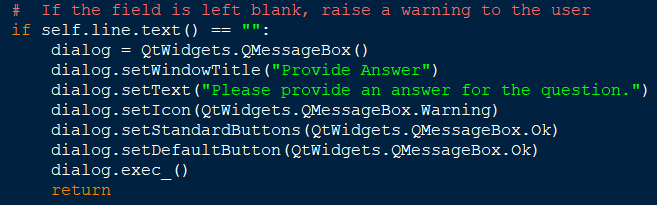 #  If the field is left blank, raise a warning to the user
if self.line.text() == "":
    dialog = QtWidgets.QMessageBox()
    dialog.setWindowTitle("Provide Answer")
    dialog.setText("Please provide an answer for the question.")
    dialog.setIcon(QtWidgets.QMessageBox.Warning)
    dialog.setStandardButtons(QtWidgets.QMessageBox.Ok)
    dialog.setDefaultButton(QtWidgets.QMessageBox.Ok)
    dialog.exec_()
    return